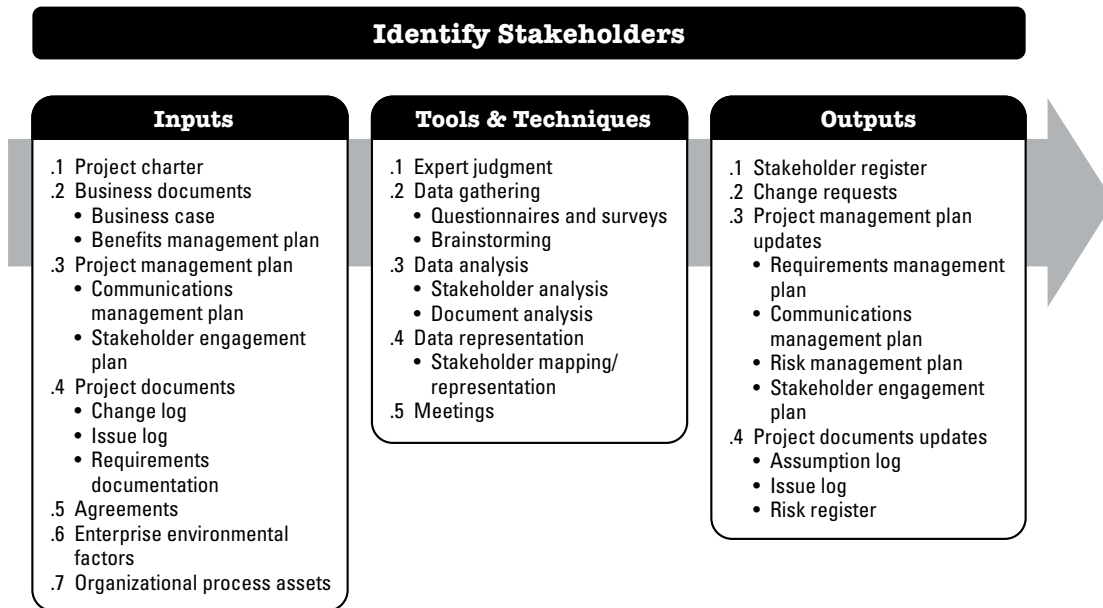 Identify Stakeholders
Inputs
.1 Project charter
.2 Business documents
• Business case
• Benefits management plan
.3 Project management plan
• Communications
management plan
• Stakeholder engagement
plan
.4 Project documents
• Change log
• Issue log
• Requirements
documentation
.5 Agreements
.6 Enterprise environmental
factors
.7 Organizational process assets
Tools & Techniques
.1 Expert judgment
.2 Data gathering
• Questionnaires and surveys
• Brainstorming
.3 Data analysis
• Stakeholder analysis
• Document analysis
.4 Data representation
• Stakeholder mapping/
representation
.5 Meetings
Outputs
.1 Stakeholder register
.2 Change requests
.3 Project management plan
updates
• Requirements management
plan
• Communications
management plan
• Risk management plan
• Stakeholder engagement
plan
.4 Project documents updates
• Assumption log
• Issue log
• Risk register